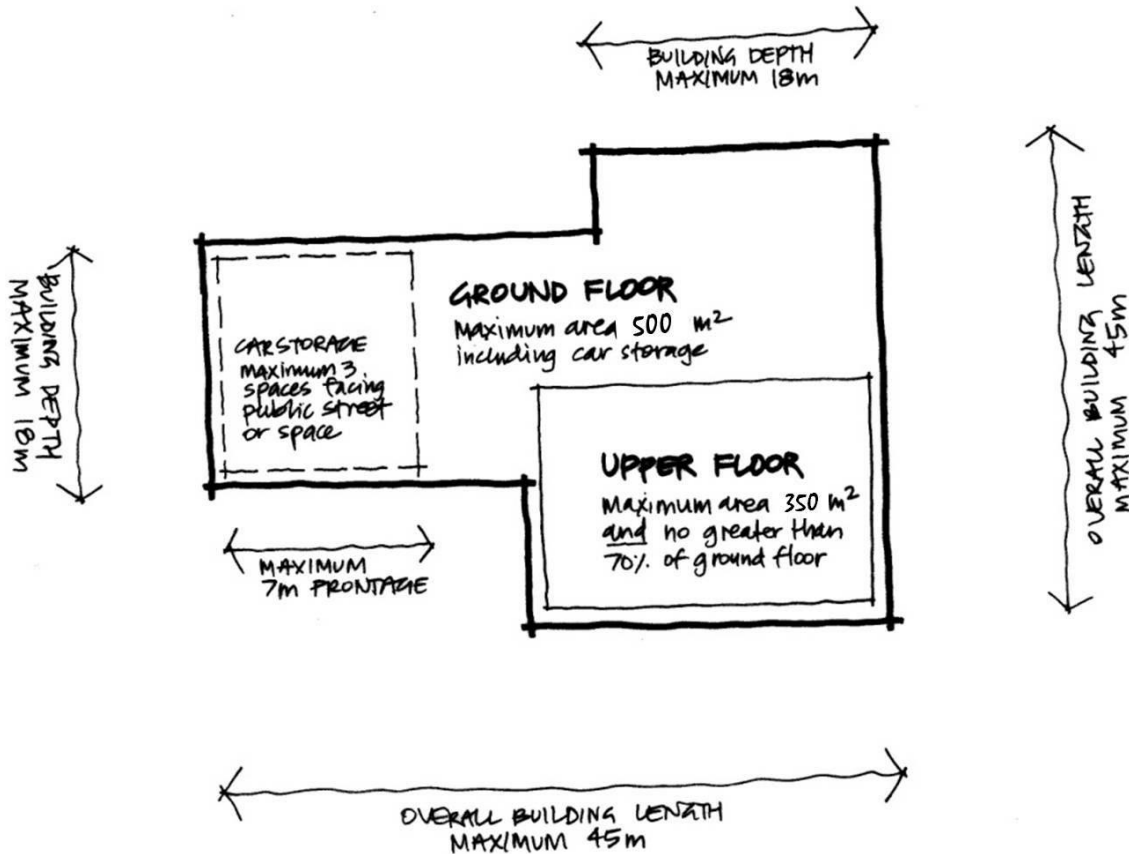 BUILDING DEPTH
MAXIMUM 18m
BUILDING DEPTH
MAXIMUM 18m
GROUND FLOOR
Maximum area 500 m²
including car storage
CAR STORAGE
maximum 3
spaces facing
public street
or space
UPPER FLOOR
Maximum area 350 m²
and no greater than
70% of ground floor
MAXIMUM
7m FRONTAGE
OVERALL BUILDING LENGTH
MAXIMUM 45m
OVERALL BUILDING LENGTH
MAXIMUM 45m